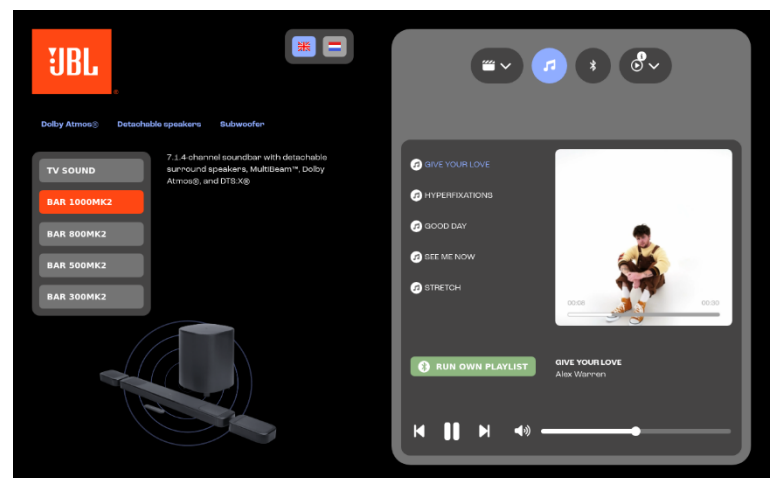 JBL
®
Dolby Atmos® Detachable speakers Subwoofer
TV SOUND
BAR 1000MK2
BAR 800MK2
BAR 500MK2
BAR 300MK2
7.1.4-channel soundbar with detachable
surround speakers, MultiBeam™, Dolby
Atmos®, and DTS:X®
1
GIVE YOUR LOVE
HYPERFIXATIONS
GOOD DAY
SEE ME NOW
STRETCH
00:06 00:30
RUN OWN PLAYLIST
GIVE YOUR LOVE
Alex Warren